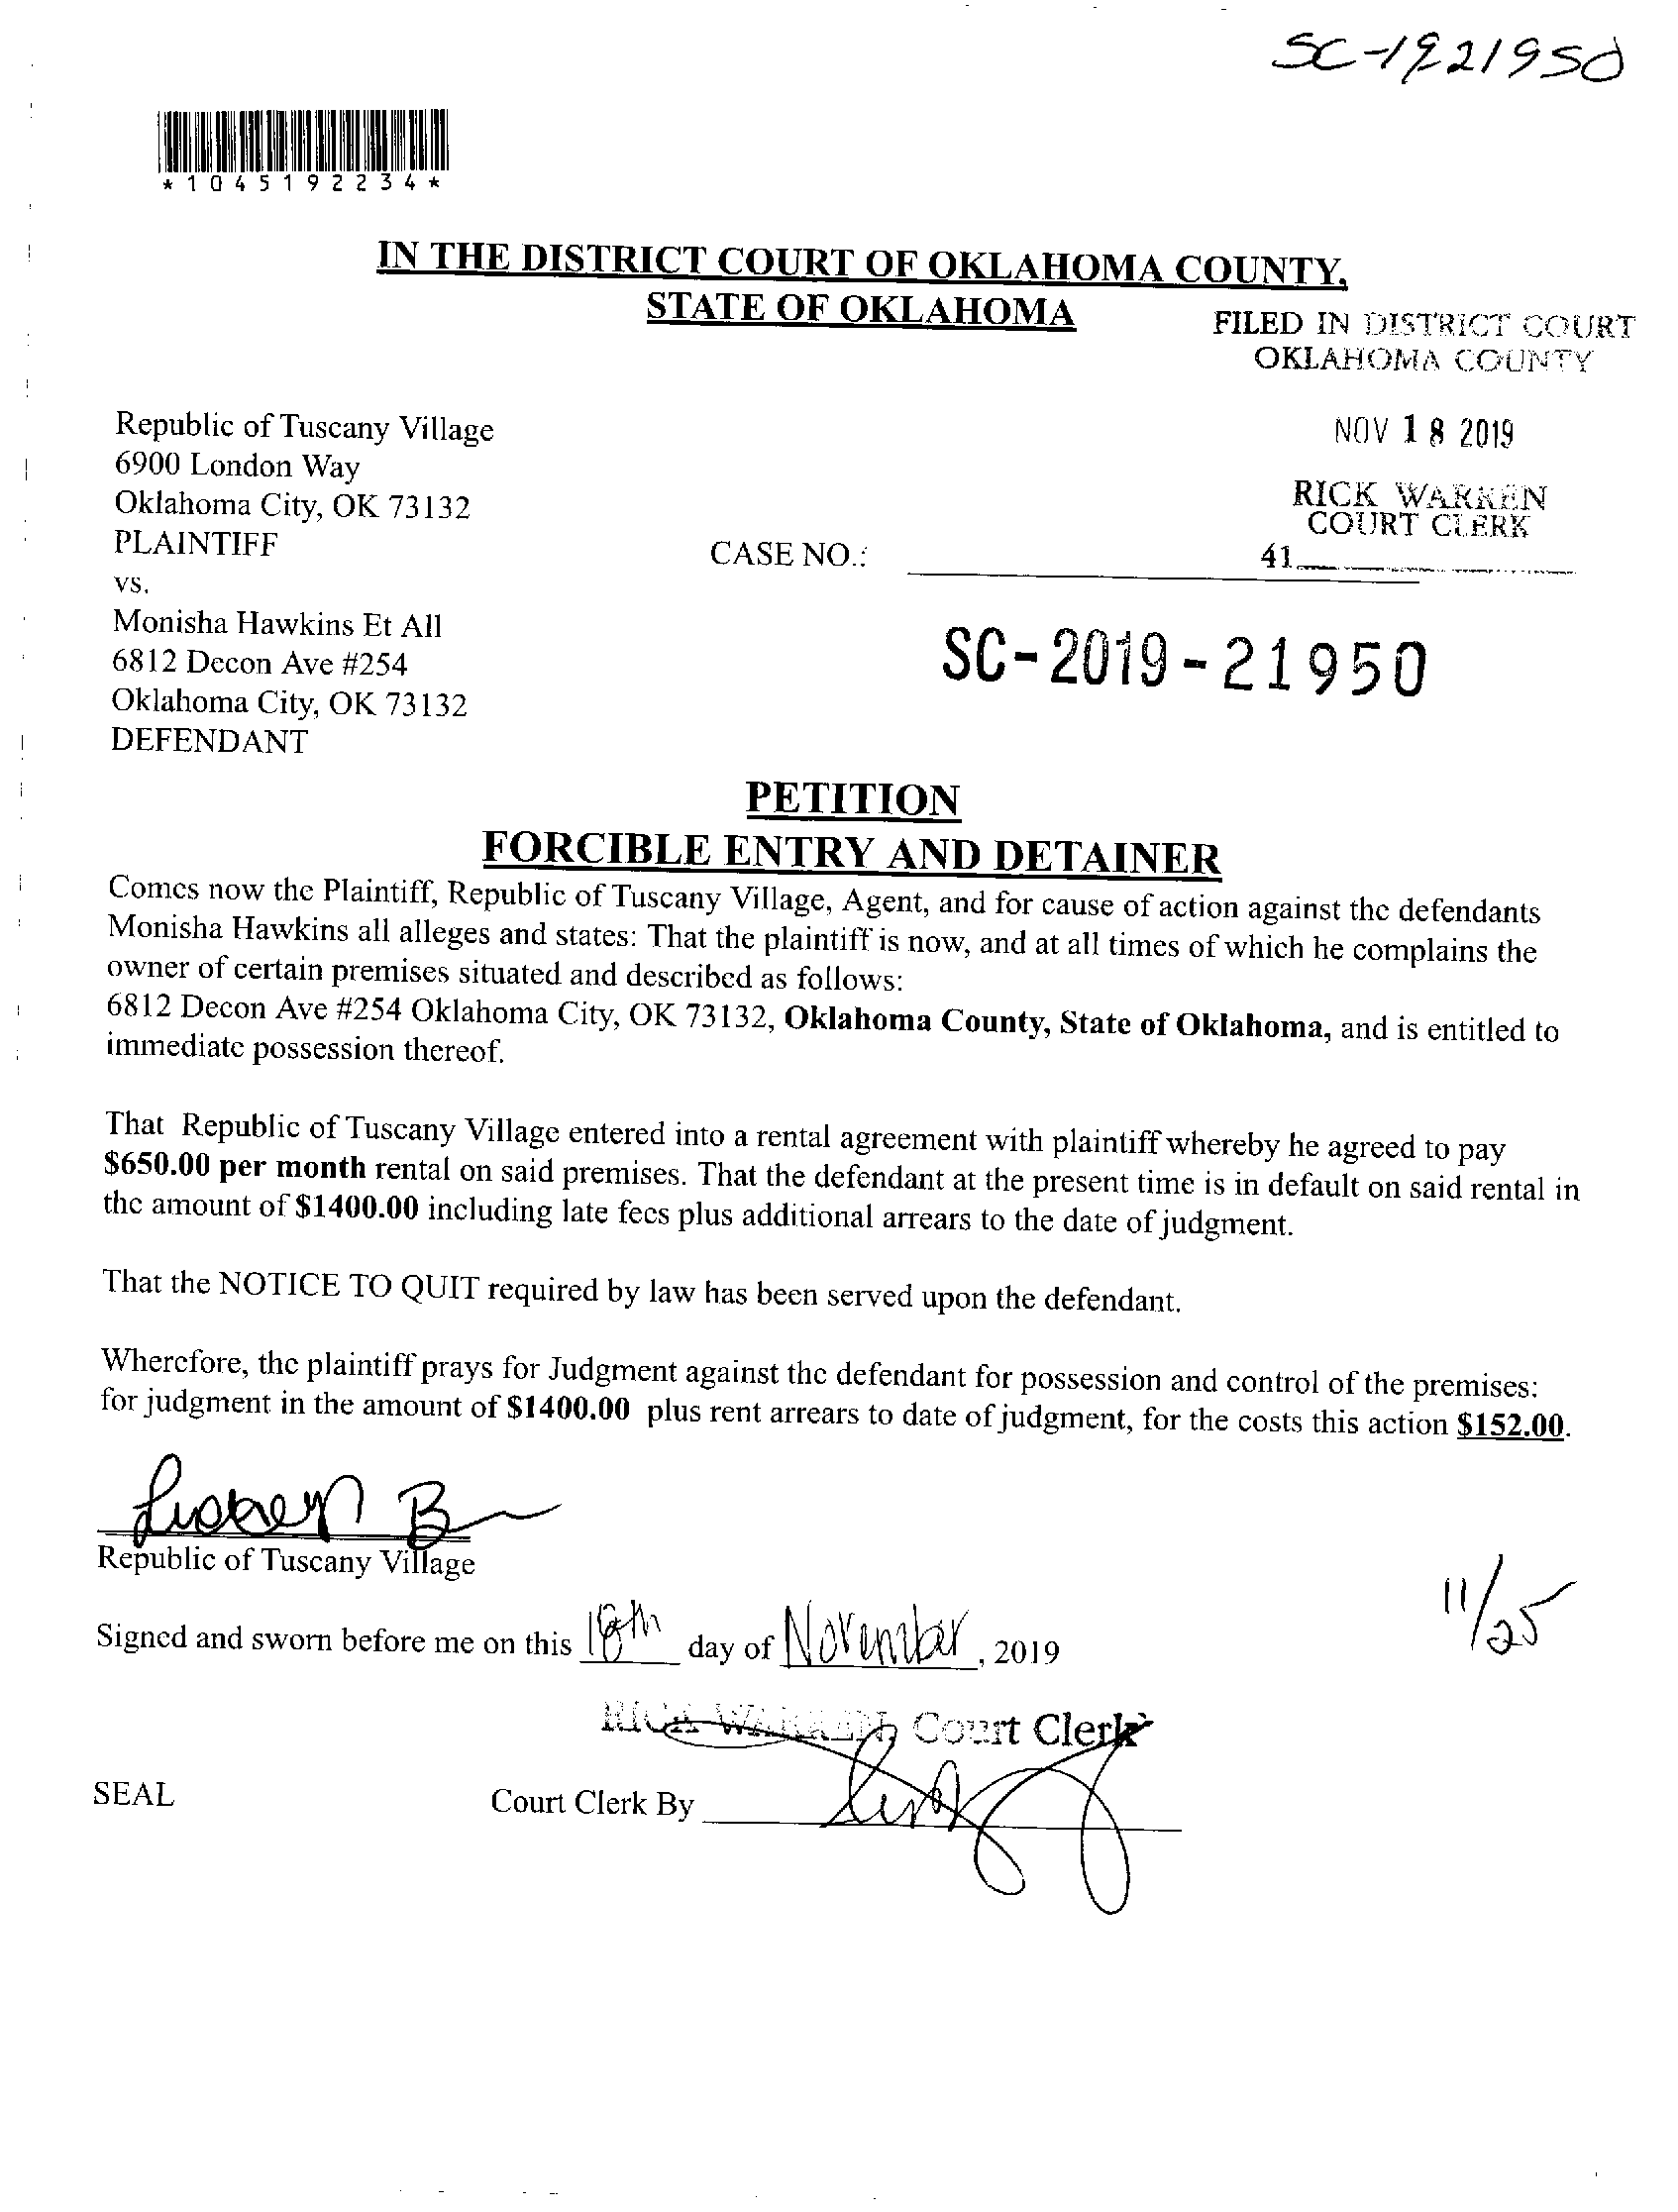 SC-1921950
*1045192234*
IN THE DISTRICT COURT OF OKLAHOMA COUNTY,
STATE OF OKLAHOMA
FILED IN DISTRICT COURT
OKLAHOMA COUNTY
NOV 18 2019
RICK WARREN
COURT CLERK
41
Republic of Tuscany Village
6900 London Way
Oklahoma City, OK 73132
PLAINTIFF
CASE NO.:
vs.
Monisha Hawkins Et All
6812 Decon Ave #254
Oklahoma City, OK 73132
DEFENDANT
SC-2019-21950
PETITION
FORCIBLE ENTRY AND DETAINER
Comes now the Plaintiff, Republic of Tuscany Village, Agent, and for cause of action against the defendants
Monisha Hawkins all alleges and states: That the plaintiff is now, and at all times of which he complains the
owner of certain premises situated and described as follows:
6812 Decon Ave #254 Oklahoma City, OK 73132, Oklahoma County, State of Oklahoma, and is entitled to
immediate possession thereof.
That Republic of Tuscany Village entered into a rental agreement with plaintiff whereby he agreed to pay
$650.00 per month rental on said premises. That the defendant at the present time is in default on said rental in
the amount of $1400.00 including late fees plus additional arrears to the date of judgment.
That the NOTICE TO QUIT required by law has been served upon the defendant.
Wherefore, the plaintiff prays for Judgment against the defendant for possession and control of the premises:
for judgment in the amount of $1400.00 plus rent arrears to date of judgment, for the costs this action $152.00.
Republic of Tuscany Village
11/25
Signed and sworn before me on this 18th day of November, 2019
RICK WARREN, Court Clerk
SEAL
Court Clerk By